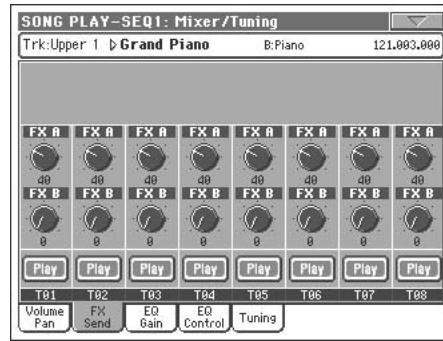 SONG PLAY-SEQ1: Mixer/Tuning
Trk:Upper 1 ▷Grand Piano B:Piano 121.003.000
FX A FX A FX A FX A FX A FX A FX A FX A
40 40 40 40 40 40 40 40
FX B FX B FX B FX B FX B FX B FX B FX B
0 0 0 0 0 0 0 0
Play Play Play Play Play Play Play Play
T01 T02 T03 T04 T05 T06 T07 T08
Volume Pan FX Send EQ Gain EQ Control Tuning